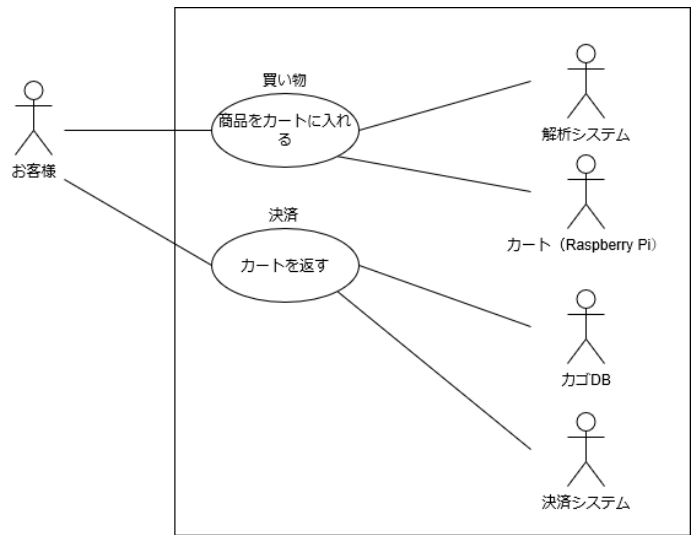 買い物
商品をカートに入れ
る
解析システム
お客様
カート（Raspberry Pi）
決済
カートを返す
カゴDB
決済システム